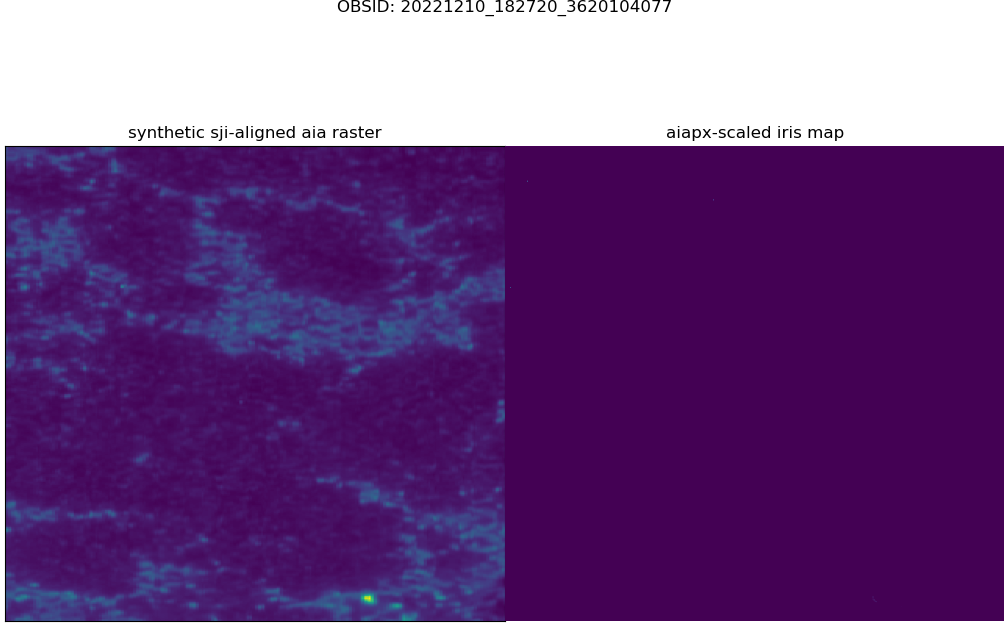 OBSID: 20221210_182720_3620104077
synthetic sji-aligned aia raster
aiapx-scaled iris map